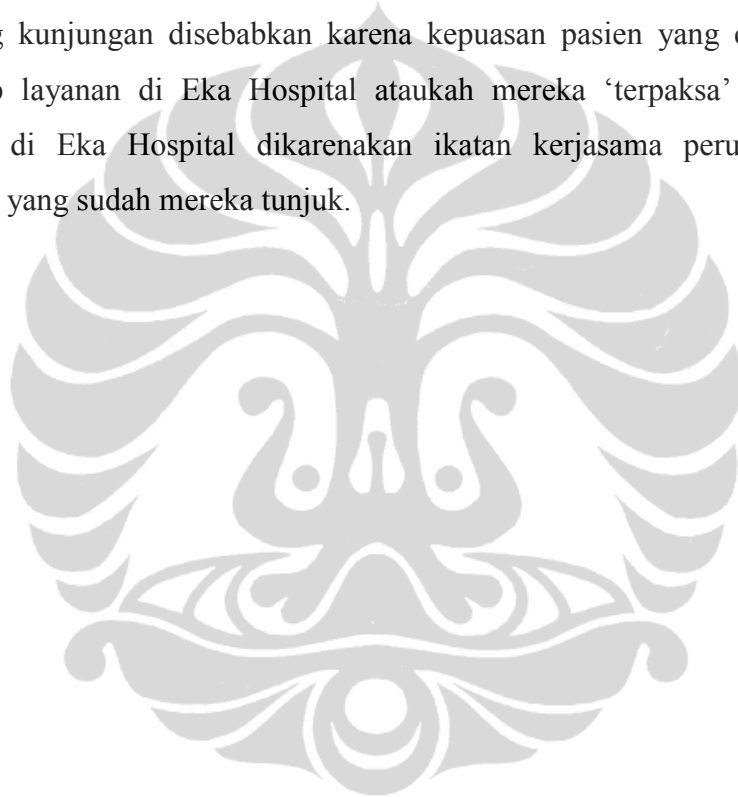 kunjungan disebabkan karena kepuasan pasien yang
layanan di Eka Hospital ataukah mereka ‘terpaksa’
di Eka Hospital dikarenakan ikatan kerjasama
yang sudah mereka tunjuk.